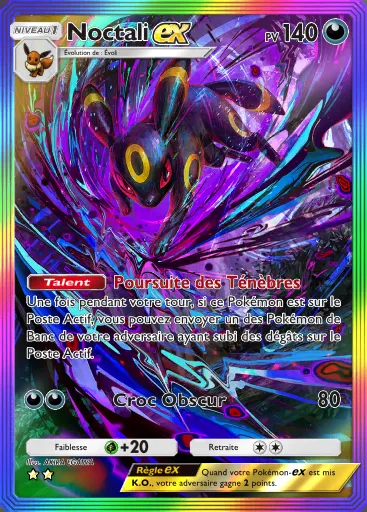 NIVEAU 1
Noctali ex
PV 140
Évolution de : Évoli
Talent Poursuite des Ténèbres
Une fois pendant votre tour, si ce Pokémon est sur le
Poste Actif, vous pouvez envoyer un des Pokémon de
Banc de votre adversaire ayant subi des dégâts sur le
Poste Actif.
Croc Obscur 80
Faiblesse +20 Retraite
Illus. AKIRA EGAWA
Règle ex
Quand votre Pokémon-ex est mis
K.O., votre adversaire gagne 2 points.